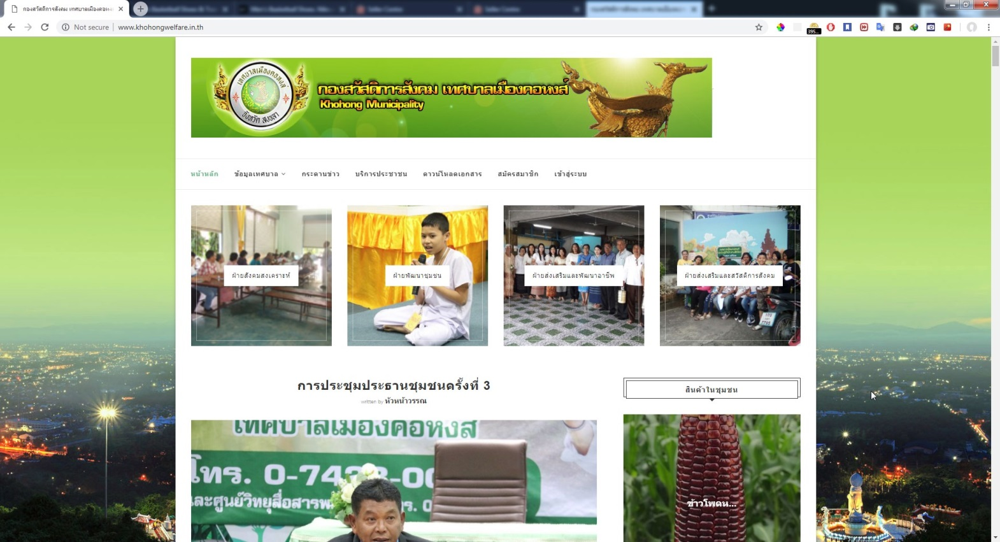 กองสวัสดิการสังคม เทศบาลเมืองคอหงส์
Not secure
www.khohongwelfare.in.th
395...
เทศบาลเมืองคอหงส์
จังหวัด สงขลา
กองสวัสดิการสังคม เทศบาลเมืองคอหงส์
Khohong Municipality
หน้าหลัก
ข้อมูลเทศบาล
กระดานข่าว
บริการประชาชน
ดาวน์โหลดเอกสาร
สมัครสมาชิก
เข้าสู่ระบบ
ฝ่ายสังคมสงเคราะห์
ฝ่ายพัฒนาชุมชน
ฝ่ายส่งเสริมและพัฒนาอาชีพ
ฝ่ายส่งเสริมและสวัสดิการสังคม
การประชุมประธานชุมชนครั้งที่ 3
written by หัวหน้าวรรณ
สินค้าในชุมชน
เทศบาลเมืองคอหงส์
โทร. 0-74
และศูนย์วิทยุสื่อสาร
ข้าวโพดห...